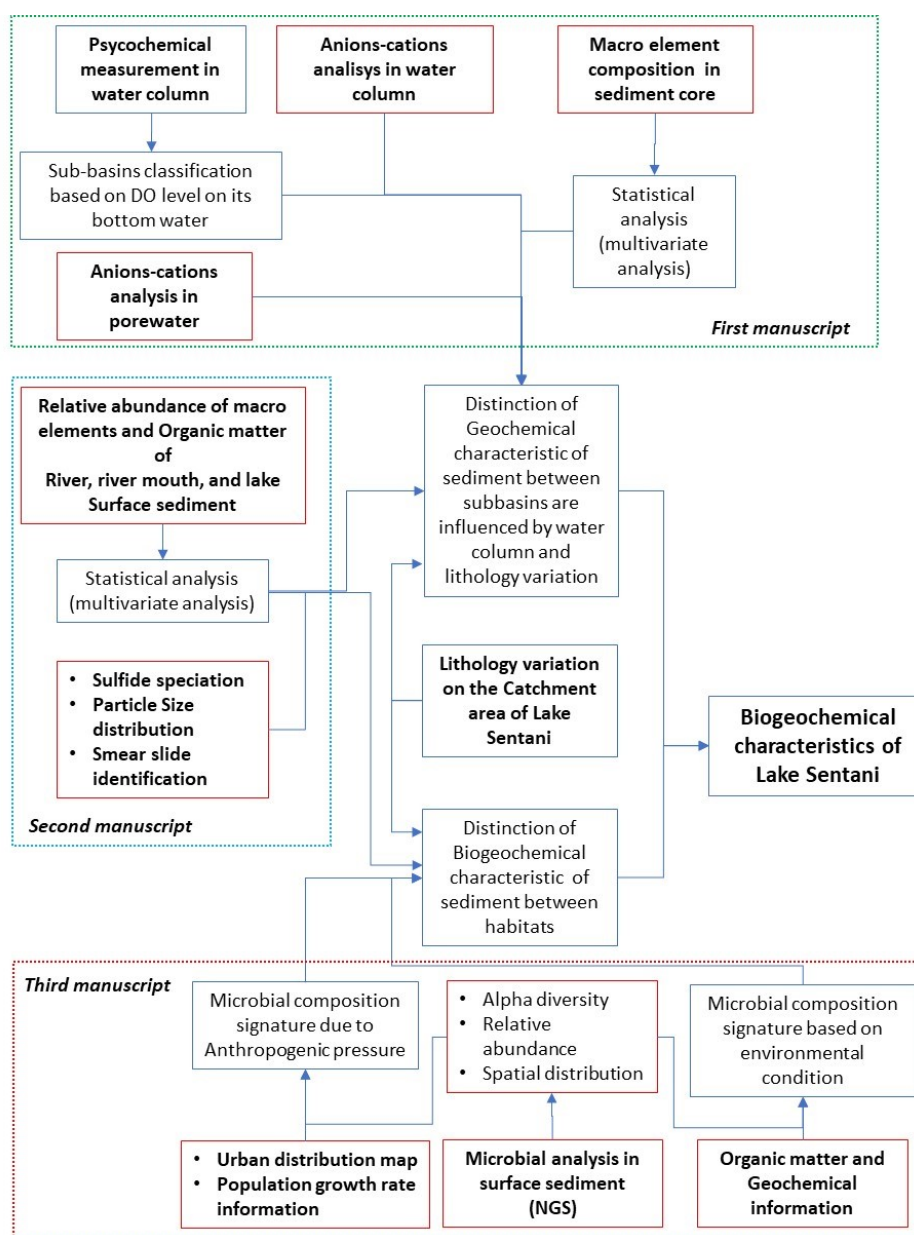 Psycochemical
measurement in
water column
Anions-cations
analisys in water
column
Macro element
composition in
sediment core
Sub-basins classification
based on DO level on its
bottom water
Statistical
analysis
(multivariate
analysis)
Anions-cations
analysis in
porewater
First manuscript
Relative abundance of macro
elements and Organic matter
of
River, river mouth, and lake
Surface sediment
Statistical analysis
(multivariate analysis)
• Sulfide speciation
• Particle Size
distribution
• Smear slide
identification
Second manuscript
Distinction of
Geochemical
characteristic of
sediment between
subbasins are
influenced by water
column and
lithology variation
Lithology variation
on the Catchment
area of Lake
Sentani
Distinction of
Biogeochemical
characteristic of
sediment between
habitats
Biogeochemical
characteristics of
Lake Sentani
Third manuscript
Microbial composition
signature due to
Anthropogenic pressure
• Alpha diversity
• Relative
abundance
• Spatial distribution
Microbial composition
signature based on
environmental
condition
• Urban distribution map
• Population growth rate
information
Microbial analysis in
surface sediment
(NGS)
Organic matter and
Geochemical
information